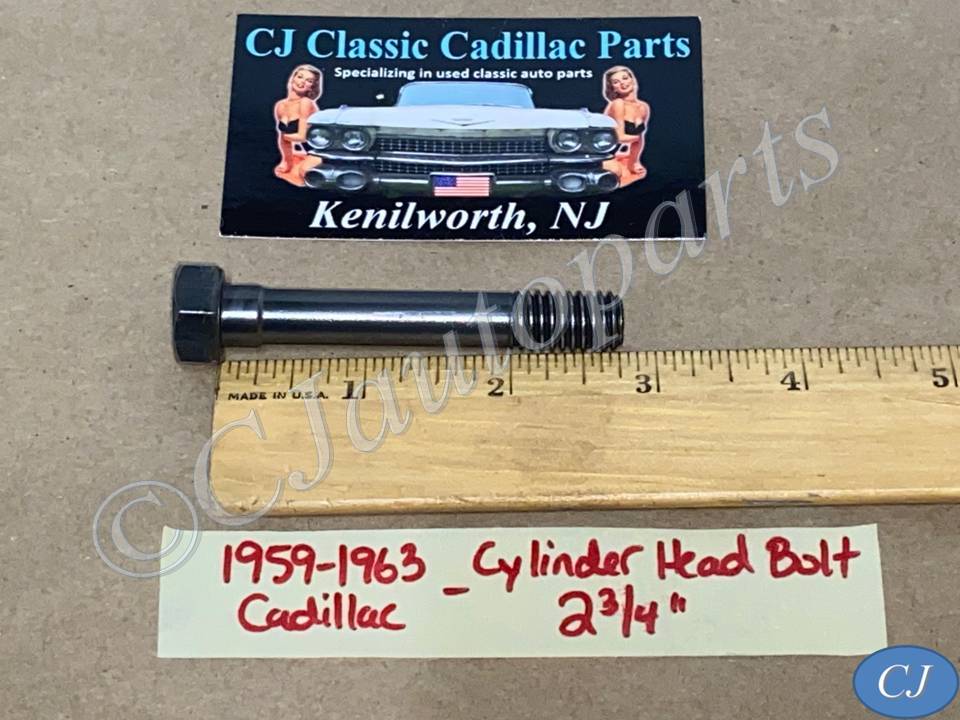 CJ Classic Cadillac Parts
Specializing in used classic auto parts
Kenilworth, NJ
1 2 3 4 5
MADE IN U.S.A.
©CJautoparts
1959-1963 - Cylinder Head Bolt
Cadillac 2 3/4"
CJ